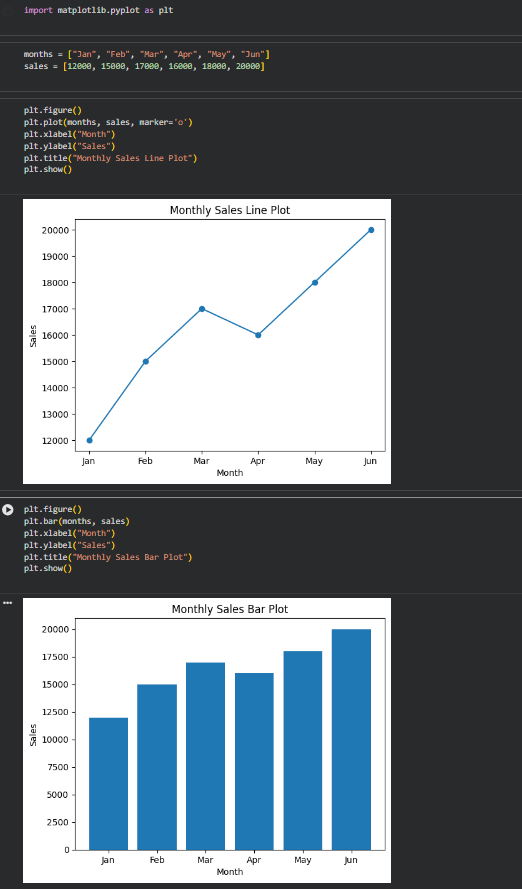 import matplotlib.pyplot as plt
months = ["Jan", "Feb", "Mar", "Apr", "May", "Jun"]
sales = [12000, 15000, 17000, 16000, 18000, 20000]
plt.figure()
plt.plot(months, sales, marker='o')
plt.xlabel("Month")
plt.ylabel("Sales")
plt.title("Monthly Sales Line Plot")
plt.show()
Monthly Sales Line Plot
20000
19000
18000
17000
16000
15000
14000
13000
12000
Sales
Jan Feb Mar Apr May Jun
Month
plt.figure()
plt.bar(months, sales)
plt.xlabel("Month")
plt.ylabel("Sales")
plt.title("Monthly Sales Bar Plot")
plt.show()
Monthly Sales Bar Plot
20000
17500
15000
12500
10000
7500
5000
2500
0
Sales
Jan Feb Mar Apr May Jun
Month